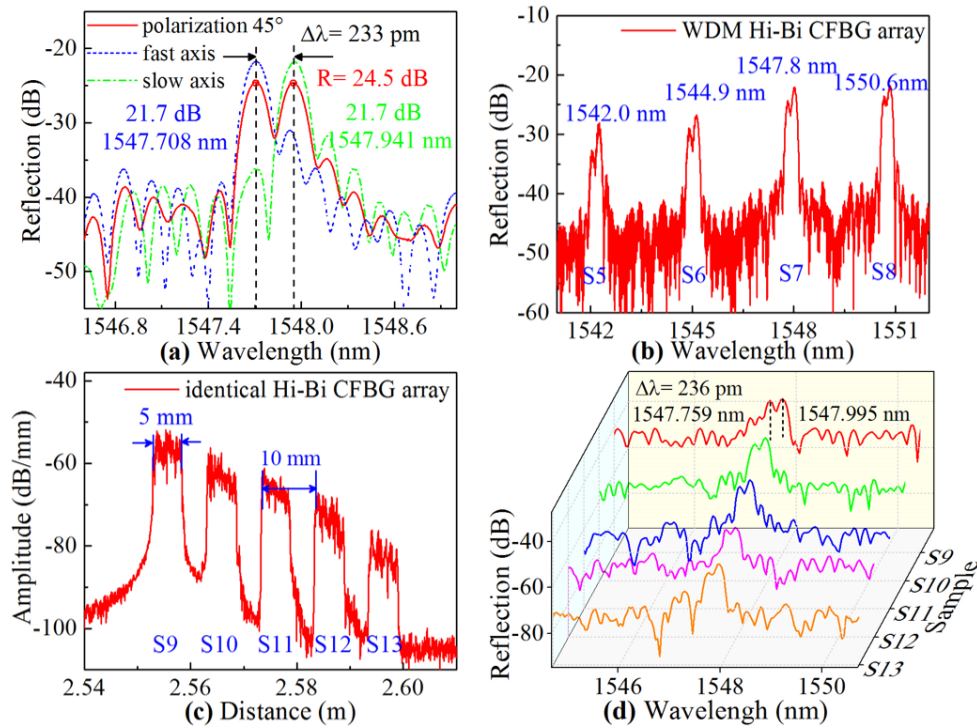 polarization 45°
fast axis
slow axis
Δλ= 233 pm
R= 24.5 dB
21.7 dB
1547.708 nm
21.7 dB
1547.941 nm
-20
-30
-40
-50
Reflection (dB)
1546.8 1547.4 1548.0 1548.6
(a) Wavelength (nm)
WDM Hi-Bi CFBG array
1542.0 nm
1544.9 nm
1547.8 nm
1550.6nm
S5 S6 S7 S8
-10
-20
-30
-40
-50
-60
Reflection (dB)
1542 1545 1548 1551
(b) Wavelength (nm)
identical Hi-Bi CFBG array
5 mm
10 mm
S9 S10 S11 S12 S13
-40
-60
-80
-100
Amplitude (dB/mm)
2.54 2.56 2.58 2.60
(c) Distance (m)
Δλ= 236 pm
1547.759 nm
1547.995 nm
-40
-60
-80
Reflection (dB)
S9
S10
S11
S12
S13
Sample
1546 1548 1550
(d) Wavelengh (nm)